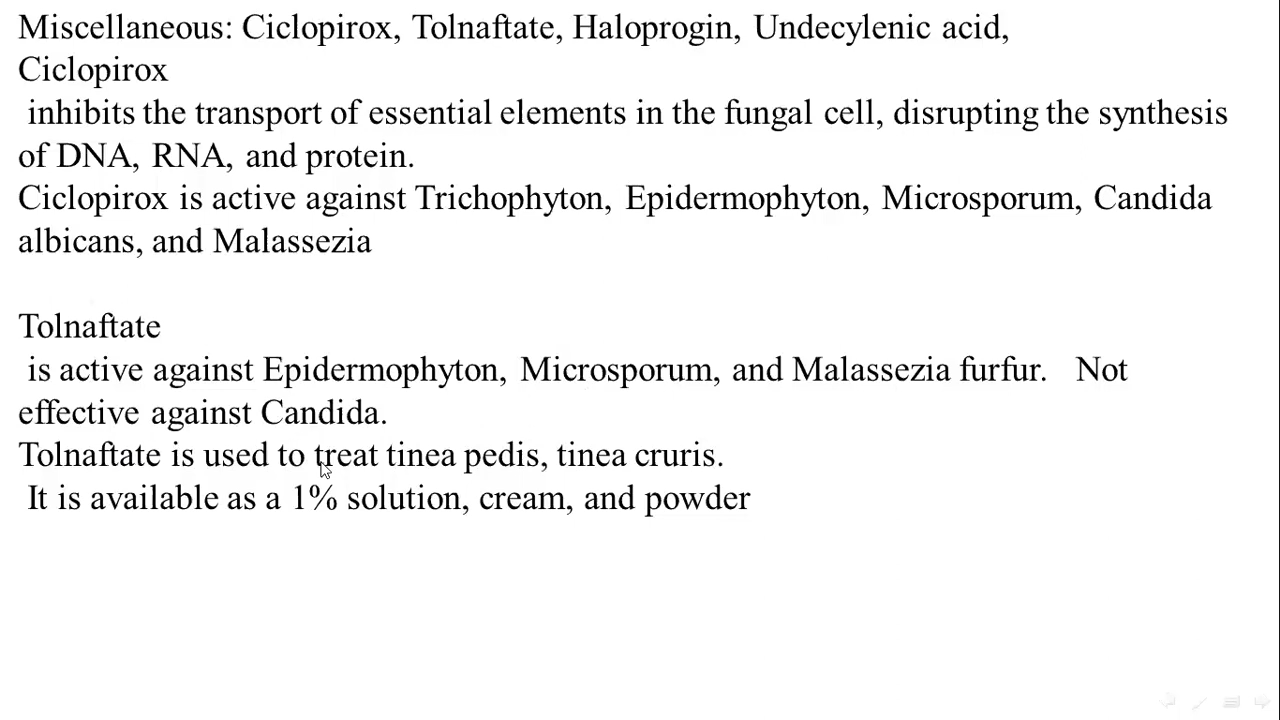 Miscellaneous: Ciclopirox, Tolnaftate, Haloprogin, Undecylenic acid,
Ciclopirox
inhibits the transport of essential elements in the fungal cell, disrupting the synthesis
of DNA, RNA, and protein.
Ciclopirox is active against Trichophyton, Epidermophyton, Microsporum, Candida
albicans, and Malassezia
Tolnaftate
is active against Epidermophyton, Microsporum, and Malassezia furfur. Not
effective against Candida.
Tolnaftate is used to treat tinea pedis, tinea cruris.
It is available as a 1% solution, cream, and powder